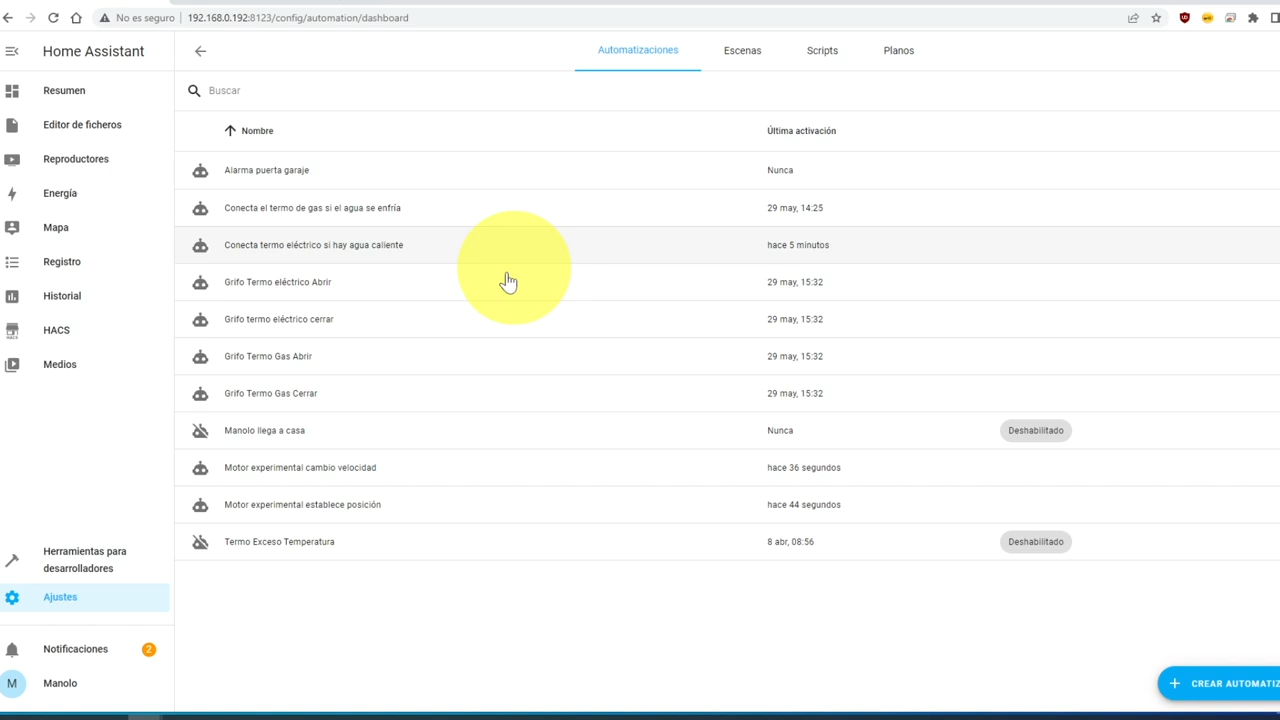 No es seguro
192.168.0.192:8123/config/automation/dashboard
Home Assistant
Automatizaciones
Escenas
Scripts
Planos
Resumen
Editor de ficheros
Reproductores
Energía
Mapa
Registro
Historial
HACS
HACS
Medios
Herramientas para
desarrolladores
Ajustes
Notificaciones
2
M
Manolo
Buscar
Nombre
Última activación
Alarma puerta garaje
Nunca
Conecta el termo de gas si el agua se enfría
29 may, 14:25
Conecta termo eléctrico si hay agua caliente
hace 5 minutos
Grifo Termo eléctrico Abrir
29 may, 15:32
Grifo termo eléctrico cerrar
29 may, 15:32
Grifo Termo Gas Abrir
29 may, 15:32
Grifo Termo Gas Cerrar
29 may, 15:32
Manolo llega a casa
Nunca
Deshabilitado
Motor experimental cambio velocidad
hace 36 segundos
Motor experimental establece posición
hace 44 segundos
Termo Exceso Temperatura
8 abr, 08:56
Deshabilitado
CREAR AUTOMATIZ